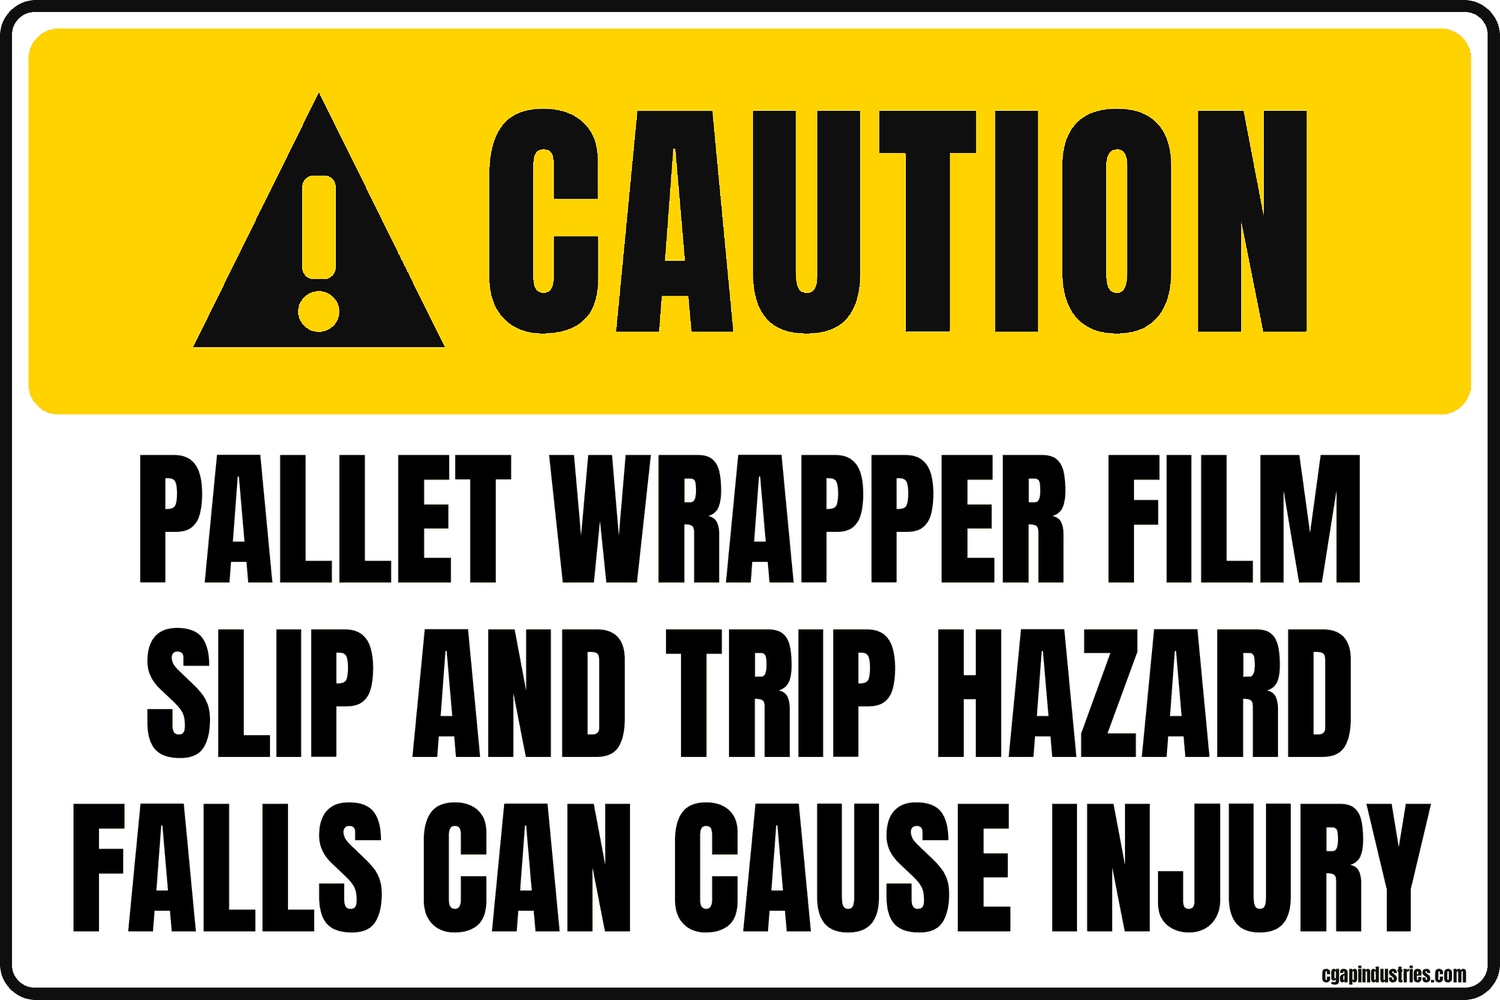 CAUTION
PALLET WRAPPER FILM
SLIP AND TRIP HAZARD
FALLS CAN CAUSE INJURY
cgapindustries.com